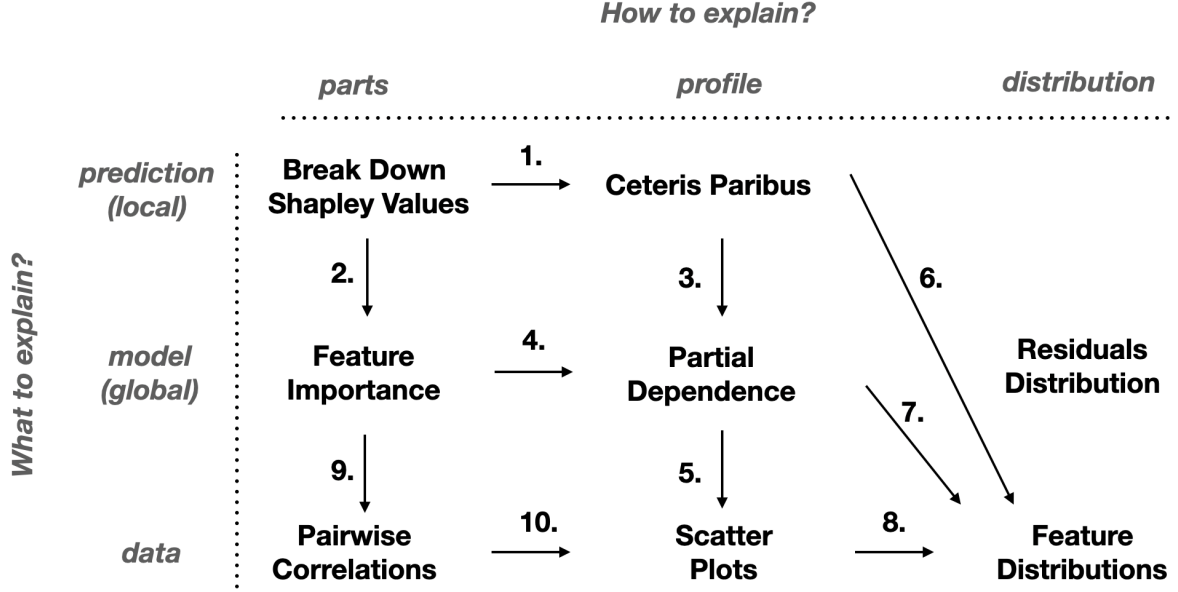 How to explain?
parts
profile
distribution
What to explain?
prediction
(local)
Break Down
Shapley Values
1.
Ceteris Paribus
2.
3.
6.
model
(global)
Feature
Importance
4.
Partial
Dependence
7.
Residuals
Distribution
9.
5.
data
Pairwise
Correlations
10.
Scatter
Plots
8.
Feature
Distributions